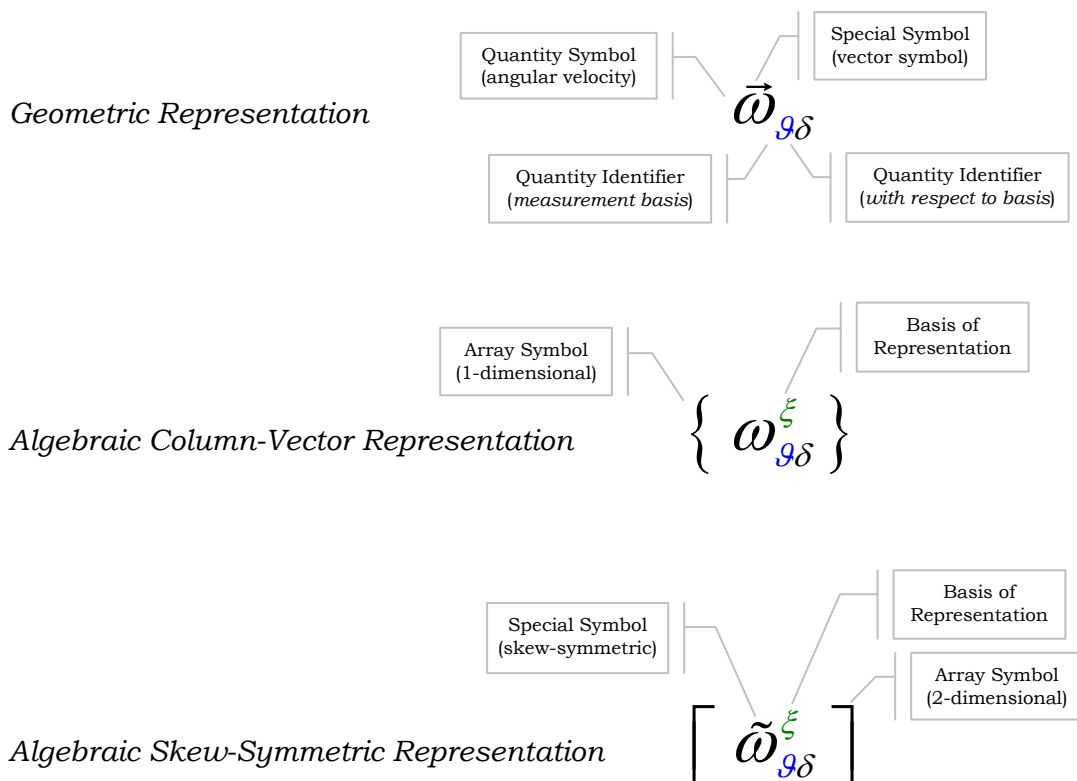 Quantity Symbol
(angular velocity)
Special Symbol
(vector symbol)
Geometric Representation
ω⃗ϑδ
Quantity Identifier
(measurement basis)
Quantity Identifier
(with respect to basis)
Array Symbol
(1-dimensional)
Basis of
Representation
Algebraic Column-Vector Representation
{ ω^ξ_ϑδ }
Special Symbol
(skew-symmetric)
Basis of
Representation
Array Symbol
(2-dimensional)
Algebraic Skew-Symmetric Representation
[ ω̃^ξ_ϑδ ]